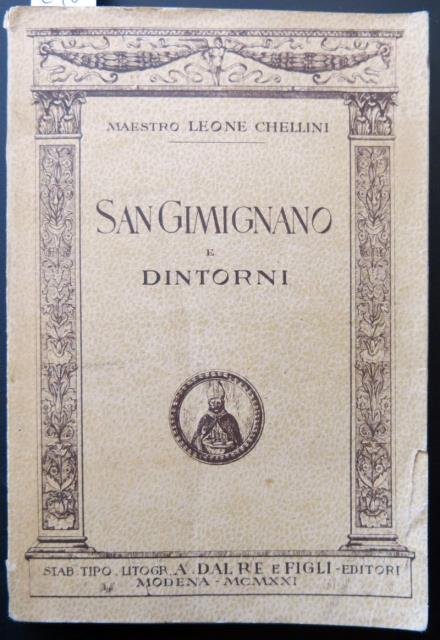 MAESTRO LEONE CHELLINI
SAN GIMIGNANO
E
DINTORNI
STAB. TIPO. LITOGR. A. DAL RE E FIGLI - EDITORI
MODENA - MCMXXI